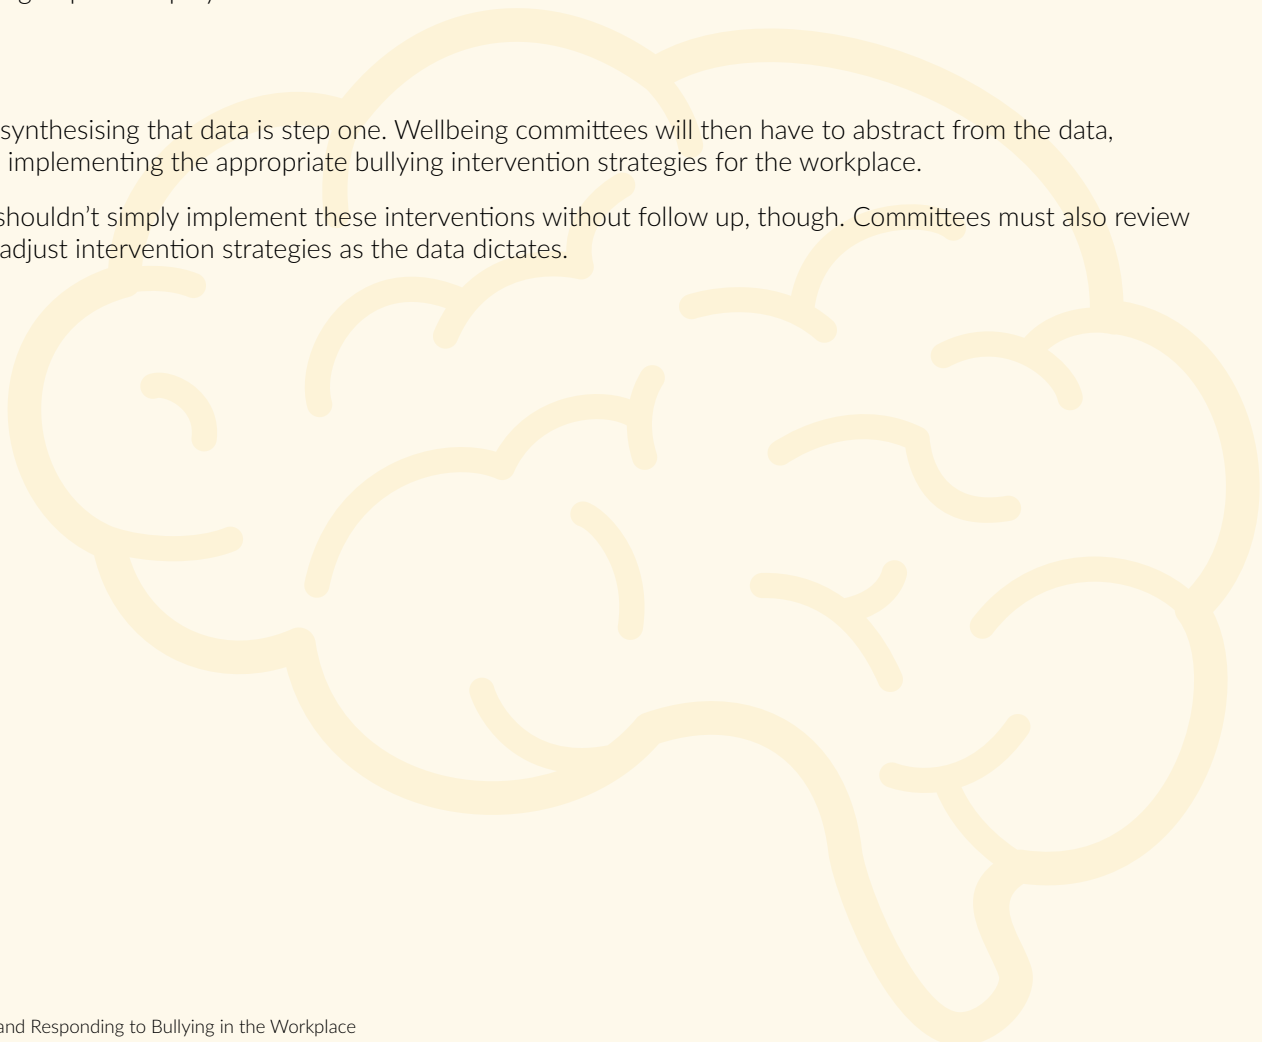 synthesising that data is step one. Wellbeing committees will then have to abstract from the data,
implementing the appropriate bullying intervention strategies for the workplace.
shouldn’t simply implement these interventions without follow up, though. Committees must also review
adjust intervention strategies as the data dictates.
and Responding to Bullying in the Workplace